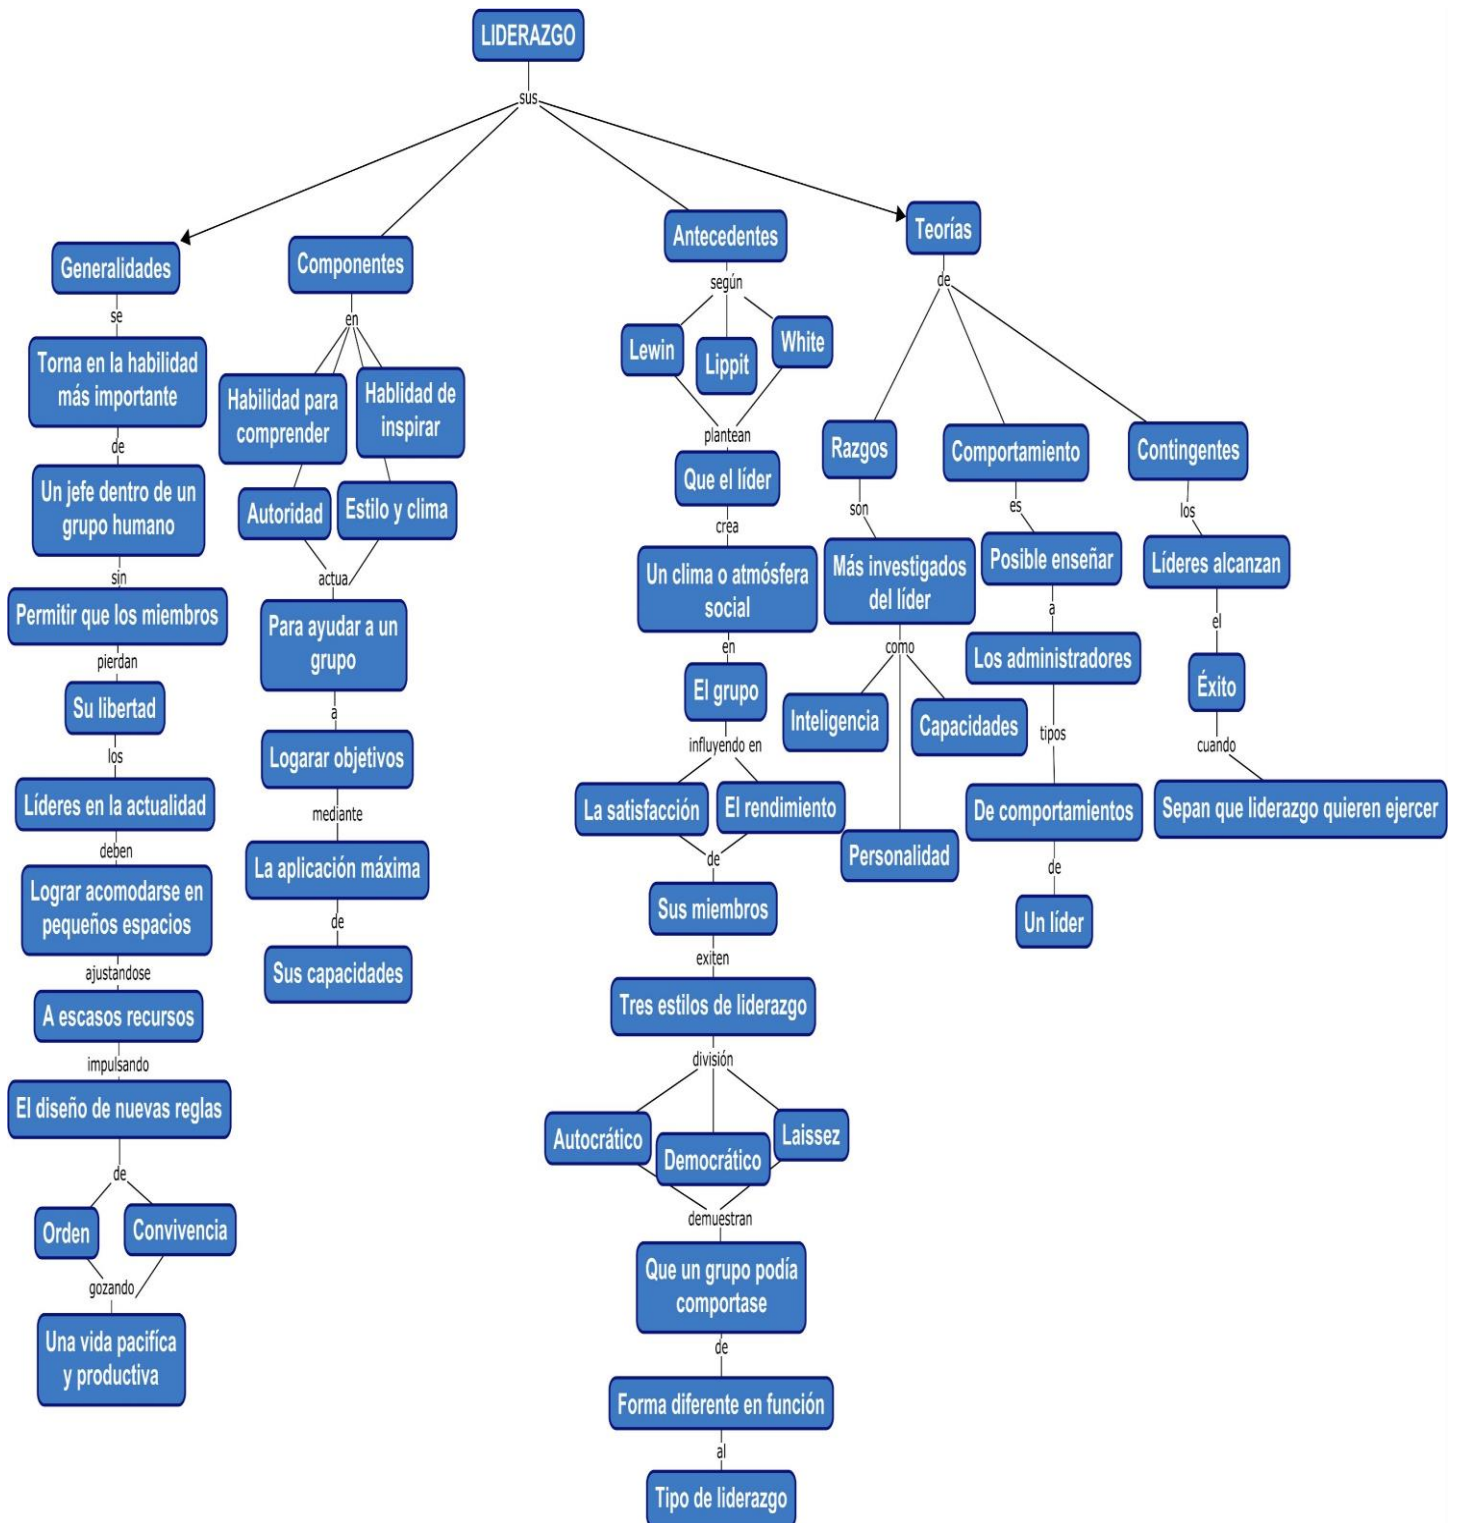 LIDERAZGO
sus
Generalidades
se
Torna en la habilidad
más importante
de
Un jefe dentro de un
grupo humano
sin
Permitir que los miembros
pierdan
Su libertad
los
Líderes en la actualidad
deben
Lograr acomodarse en
pequeños espacios
ajustandose
A escasos recursos
impulsando
El diseño de nuevas reglas
de
Orden
Convivencia
gozando
Una vida pacifíca
y productiva
Componentes
en
Habilidad para
comprender
Hablidad de
inspirar
Autoridad
Estilo y clima
actua
Para ayudar a un
grupo
a
Logarar objetivos
mediante
La aplicación máxima
de
Sus capacidades
Antecedentes
según
Lewin
Lippit
White
plantean
Que el líder
crea
Un clima o atmósfera
social
en
El grupo
influyendo en
La satisfacción
El rendimiento
de
Sus miembros
exiten
Tres estilos de liderazgo
división
Autocrático
Democrático
Laissez
demuestran
Que un grupo podía
comportase
de
Forma diferente en función
al
Tipo de liderazgo
Teorías
de
Razgos
son
Más investigados
del líder
como
Inteligencia
Personalidad
Capacidades
Comportamiento
es
Posible enseñar
a
Los administradores
tipos
De comportamientos
de
Un líder
Contingentes
los
Líderes alcanzan
el
Éxito
cuando
Sepan que liderazgo quieren ejercer